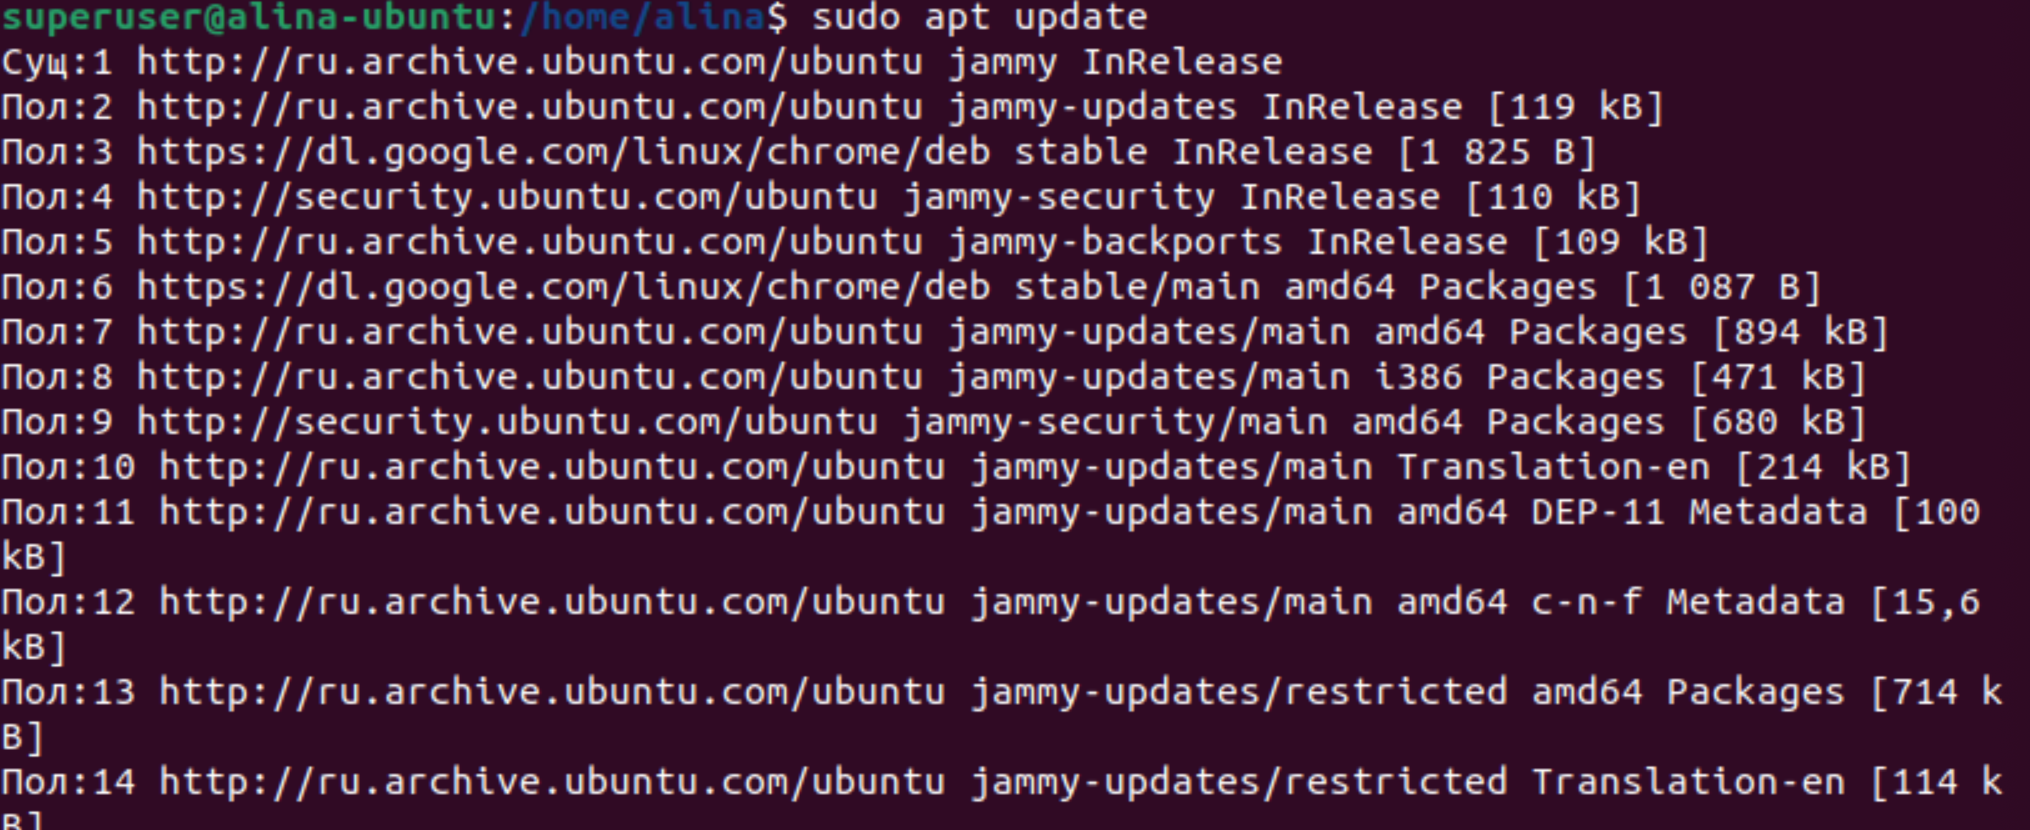 superuser@alina-ubuntu:/home/alina$ sudo apt update
Сущ:1 http://ru.archive.ubuntu.com/ubuntu jammy InRelease
Пол:2 http://ru.archive.ubuntu.com/ubuntu jammy-updates InRelease [119 kB]
Пол:3 https://dl.google.com/linux/chrome/deb stable InRelease [1 825 B]
Пол:4 http://security.ubuntu.com/ubuntu jammy-security InRelease [110 kB]
Пол:5 http://ru.archive.ubuntu.com/ubuntu jammy-backports InRelease [109 kB]
Пол:6 https://dl.google.com/linux/chrome/deb stable/main amd64 Packages [1 087 B]
Пол:7 http://ru.archive.ubuntu.com/ubuntu jammy-updates/main amd64 Packages [894 kB]
Пол:8 http://ru.archive.ubuntu.com/ubuntu jammy-updates/main i386 Packages [471 kB]
Пол:9 http://security.ubuntu.com/ubuntu jammy-security/main amd64 Packages [680 kB]
Пол:10 http://ru.archive.ubuntu.com/ubuntu jammy-updates/main Translation-en [214 kB]
Пол:11 http://ru.archive.ubuntu.com/ubuntu jammy-updates/main amd64 DEP-11 Metadata [100
kB]
Пол:12 http://ru.archive.ubuntu.com/ubuntu jammy-updates/main amd64 c-n-f Metadata [15,6
kB]
Пол:13 http://ru.archive.ubuntu.com/ubuntu jammy-updates/restricted amd64 Packages [714 k
B]
Пол:14 http://ru.archive.ubuntu.com/ubuntu jammy-updates/restricted Translation-en [114 k
B]